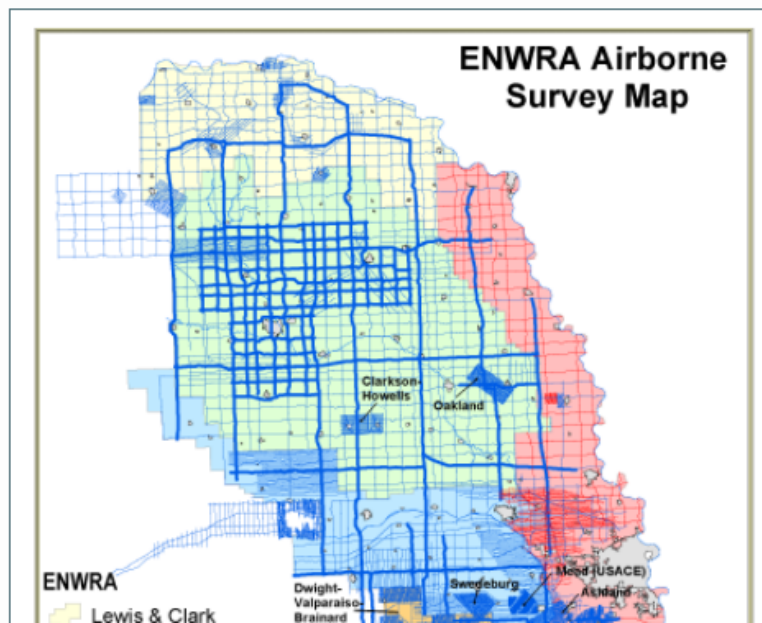 ENWRA Airborne
Survey Map
Clarkson-
Howells
Oakland
ENWRA
Lewis & Clark
Dwight-
Valparaiso-
Brainard
Swedeburg
Mead (USACE)
Ashland